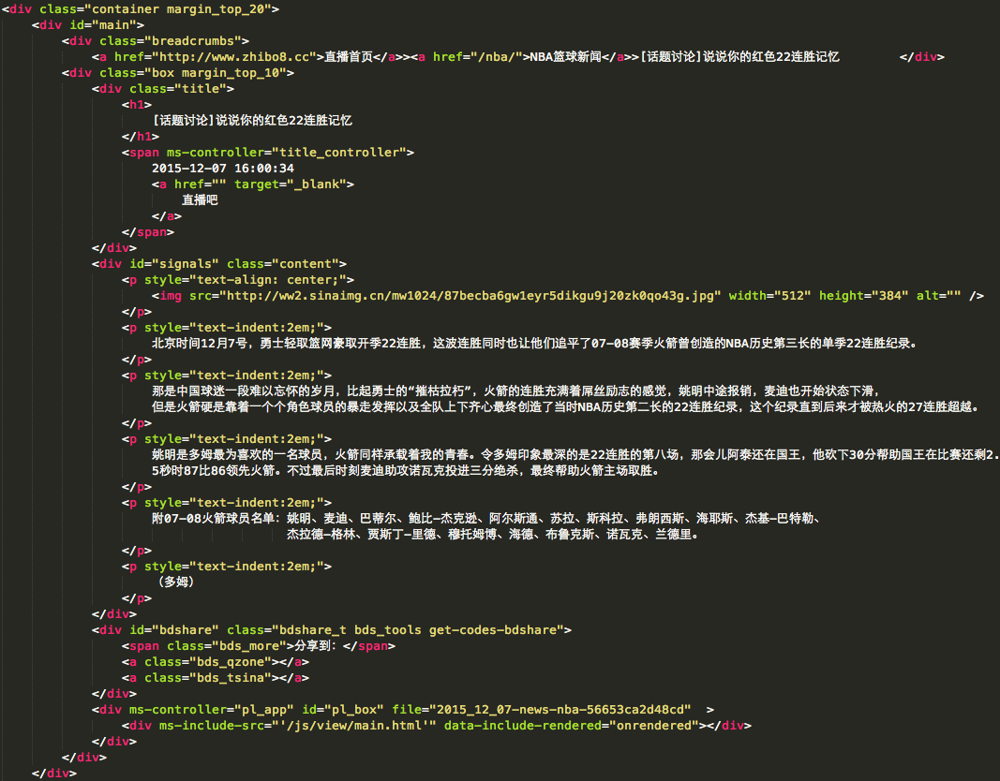 <div class="container margin_top_20">
<div id="main">
<div class="breadcrumbs">
<a href="http://www.zhibo8.cc">直播首页</a>><a href="/nba/">NBA篮球新闻</a>>[话题讨论]说说你的红色22连胜记忆 </div>
<div class="box margin_top_10">
<div class="title">
<h1>
[话题讨论]说说你的红色22连胜记忆
</h1>
<span ms-controller="title_controller">
2015-12-07 16:00:34
<a href="" target="_blank">
直播吧
</a>
</span>
</div>
<div id="signals" class="content">
<p style="text-align: center;">
<img src="http://ww2.sinaimg.cn/mw1024/87becba6gw1eyr5dikgu9j20zk0qo43g.jpg" width="512" height="384" alt="" />
</p>
<p style="text-indent:2em;">
北京时间12月7号，勇士轻取篮网豪取开季22连胜，这波连胜同时也让他们追平了07-08赛季火箭曾创造的NBA历史第三长的单季22连胜纪录。
</p>
<p style="text-indent:2em;">
那是中国球迷一段难以忘怀的岁月，比起勇士的“摧枯拉朽”，火箭的连胜充满着屌丝励志的感觉，姚明中途报销，麦迪也开始状态下滑，
但是火箭硬是靠着一个个角色球员的暴走发挥以及全队上下齐心最终创造了当时NBA历史第二长的22连胜纪录，这个纪录直到后来才被热火的27连胜超越。
</p>
<p style="text-indent:2em;">
姚明是多姆最为喜欢的一名球员，火箭同样承载着我的青春。令多姆印象最深的是22连胜的第八场，那会儿阿泰还在国王，他砍下30分帮助国王在比赛还剩2.
5秒时87比86领先火箭。不过最后时刻麦迪助攻诺瓦克投进三分绝杀，最终帮助火箭主场取胜。
</p>
<p style="text-indent:2em;">
附07-08火箭球员名单：姚明、麦迪、巴蒂尔、鲍比-杰克逊、阿尔斯通、苏拉、斯科拉、弗朗西斯、海耶斯、杰基-巴特勒、
杰拉德-格林、贾斯丁-里德、穆托姆博、海德、布鲁克斯、诺瓦克、兰德里。
</p>
<p style="text-indent:2em;">
（多姆）
</p>
</div>
<div id="bdshare" class="bdshare_t bds_tools get-codes-bdshare">
<span class="bds_more">分享到：</span>
<a class="bds_qzone"></a>
<a class="bds_tsina"></a>
</div>
<div ms-controller="pl_app" id="pl_box" file="2015_12_07-news-nba-56653ca2d48cd" >
<div ms-include-src="'/js/view/main.html'" data-include-rendered="onrendered"></div>
</div>
</div>
</div>